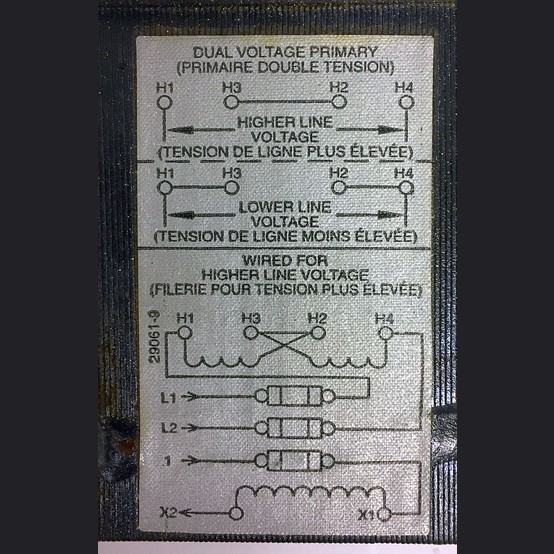 DUAL VOLTAGE PRIMARY
(PRIMAIRE DOUBLE TENSION)
H1 H3 H2 H4
HIGHER LINE
VOLTAGE
(TENSION DE LIGNE PLUS ÉLEVÉE)
H1 H3 H2 H4
LOWER LINE
VOLTAGE
(TENSION DE LIGNE MOINS ÉLEVÉE)
WIRED FOR
HIGHER LINE VOLTAGE
(FILERIE POUR TENSION PLUS ÉLEVÉE)
29061-9
H1 H3 H2 H4
L1
L2
1
X2 X1